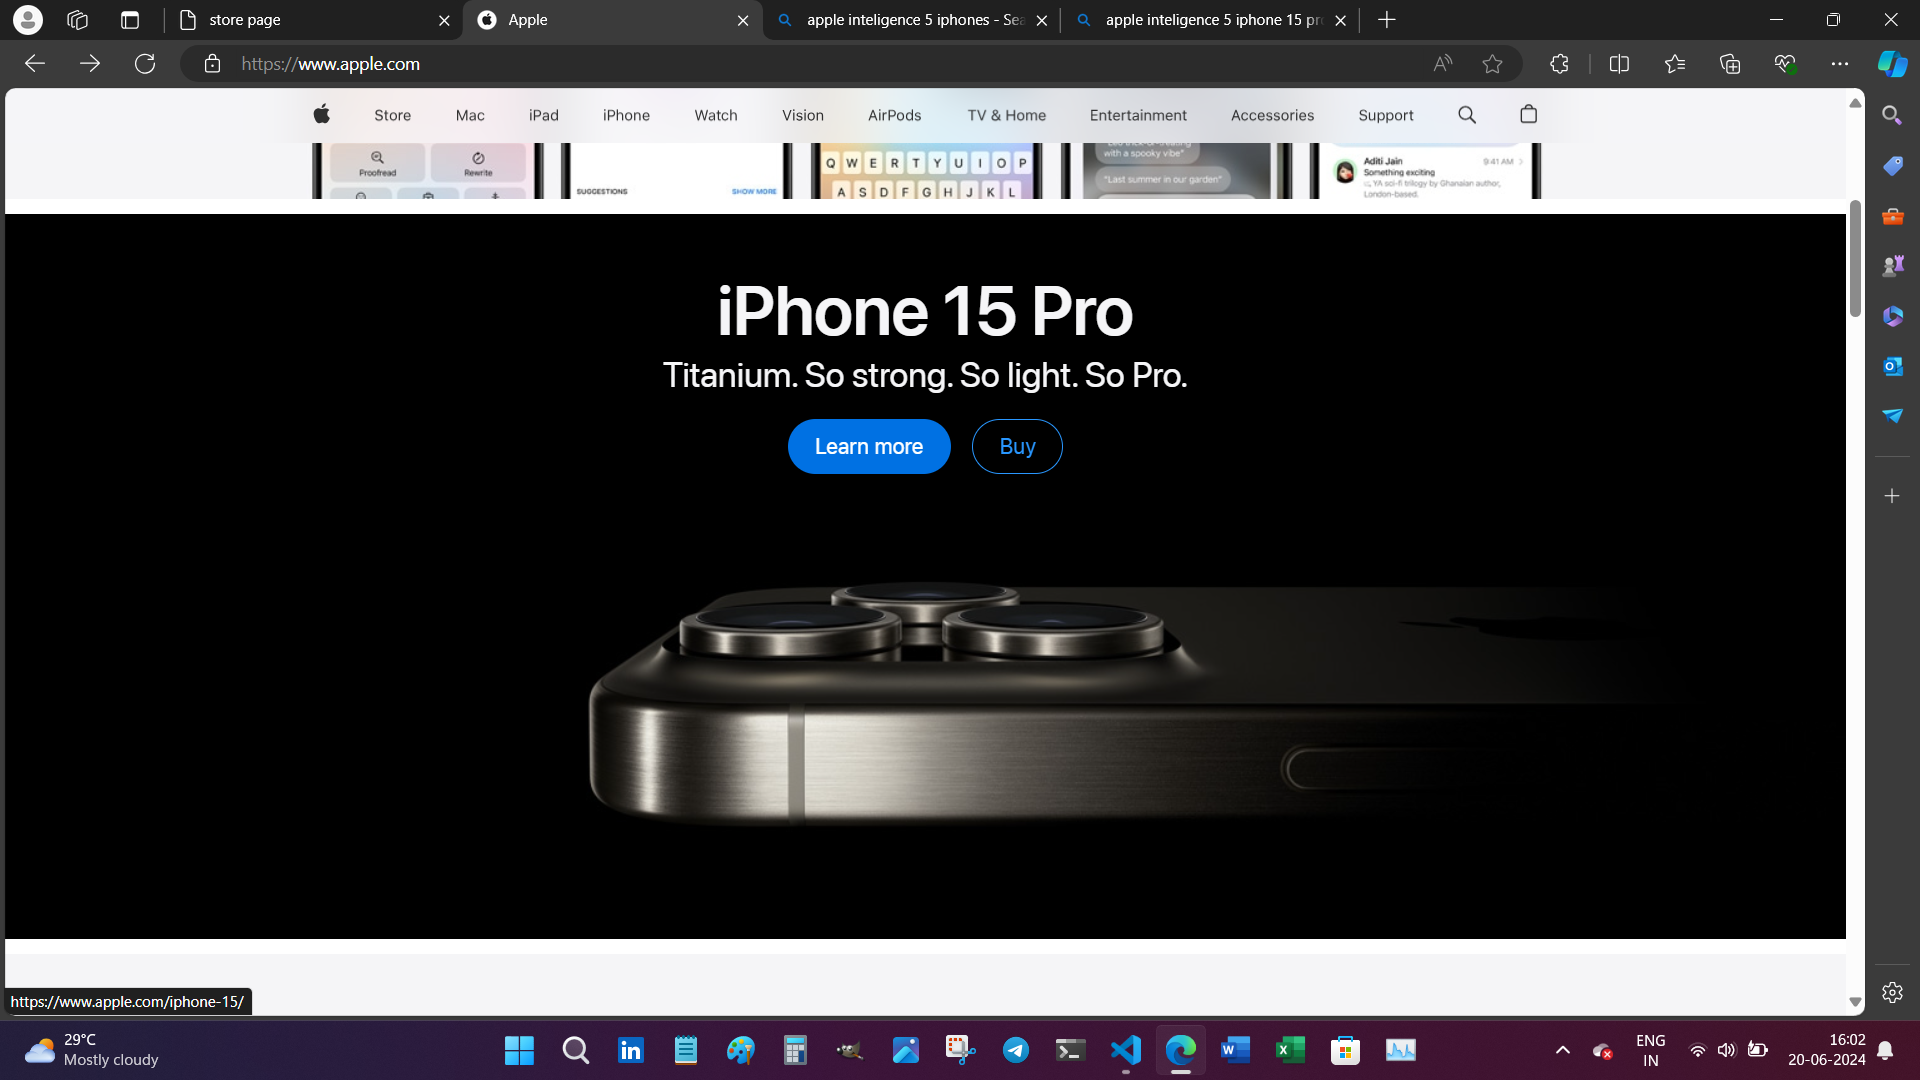 store page
Apple
apple inteligence 5 iphones - Sea
apple inteligence 5 iphone 15 pro
https://www.apple.com
Store Mac iPad iPhone Watch Vision AirPods TV & Home Entertainment Accessories Support
Proofread
Rewrite
SUGGESTIONS
SHOW MORE
Q W E R T Y U I O P
A S D F G H J K L
with a spooky vibe"
"Last summer in our garden"
Aditi Jain
9:41 AM
Something exciting
YA sci-fi trilogy by Ghanaian author,
London-based.
iPhone 15 Pro
Titanium. So strong. So light. So Pro.
Learn more
Buy
https://www.apple.com/iphone-15/
29°C
Mostly cloudy
ENG
IN
16:02
20-06-2024